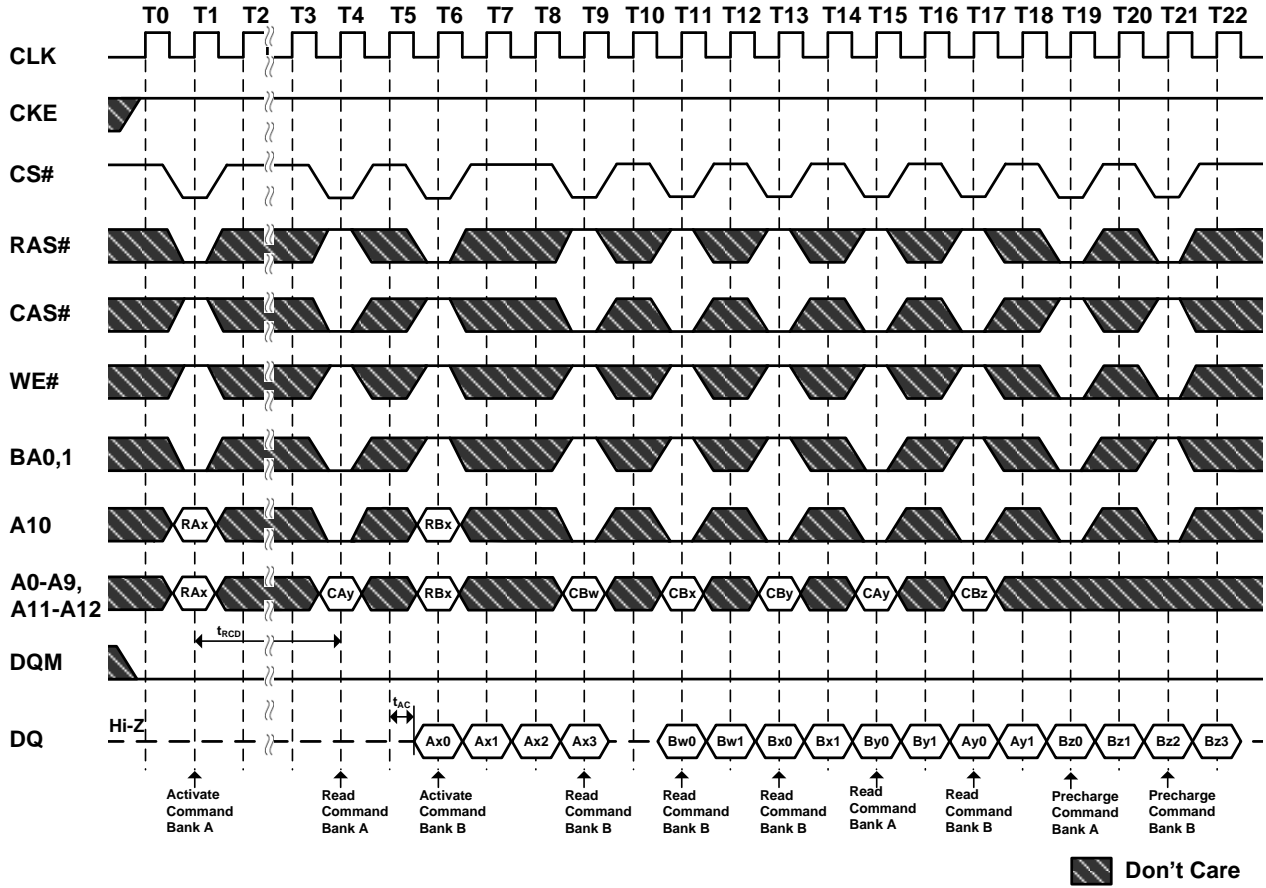 T0 T1 T2 T3 T4 T5 T6 T7 T8 T9 T10 T11 T12 T13 T14 T15 T16 T17 T18 T19 T20 T21 T22
CLK
CKE
CS#
RAS#
CAS#
WE#
BA0,1
A10
RAx RBx
A0-A9,
A11-A12
RAx CAy RBx CBw CBx CBy CAy CBz
tRCD
DQM
tAC
Hi-Z
DQ
Ax0 Ax1 Ax2 Ax3 Bw0 Bw1 Bx0 Bx1 By0 By1 Ay0 Ay1 Bz0 Bz1 Bz2 Bz3
Activate
Command
Bank A
Read
Command
Bank A
Activate
Command
Bank B
Read
Command
Bank B
Read
Command
Bank B
Read
Command
Bank B
Read
Command
Bank A
Read
Command
Bank B
Precharge
Command
Bank A
Precharge
Command
Bank B
Don't Care